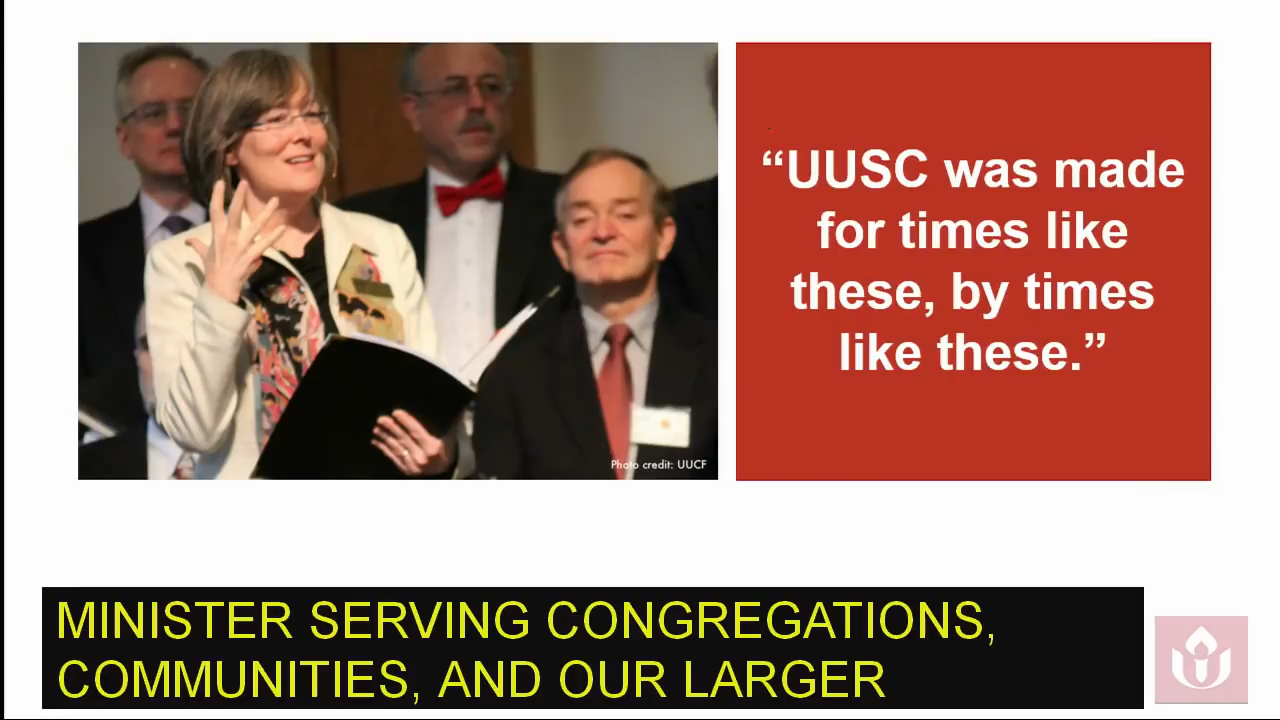 “UUSC was made
for times like
these, by times
like these.”
Photo credit: UUCF
MINISTER SERVING CONGREGATIONS,
COMMUNITIES, AND OUR LARGER